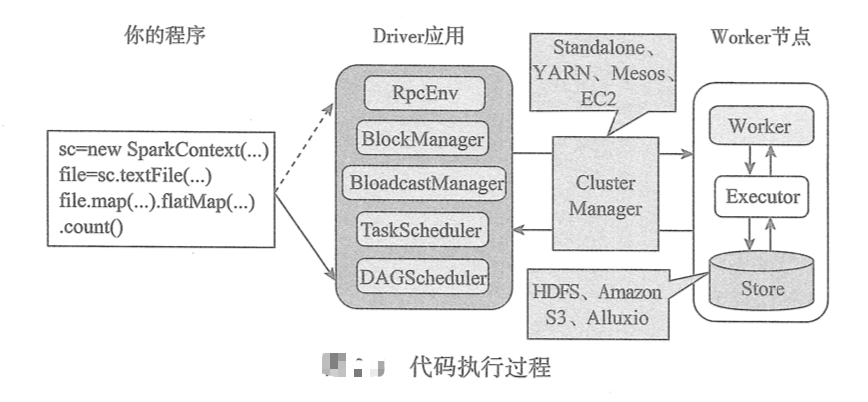 你的程序
Driver应用
Worker节点
Standalone、
YARN、Mesos、
EC2
sc=new SparkContext(...)
file=sc.textFile(...)
file.map(...).flatMap(...)
.count()
RpcEnv
BlockManager
BloadcastManager
TaskScheduler
DAGScheduler
Cluster
Manager
Worker
Executor
Store
HDFS、Amazon
S3、Alluxio
代码执行过程